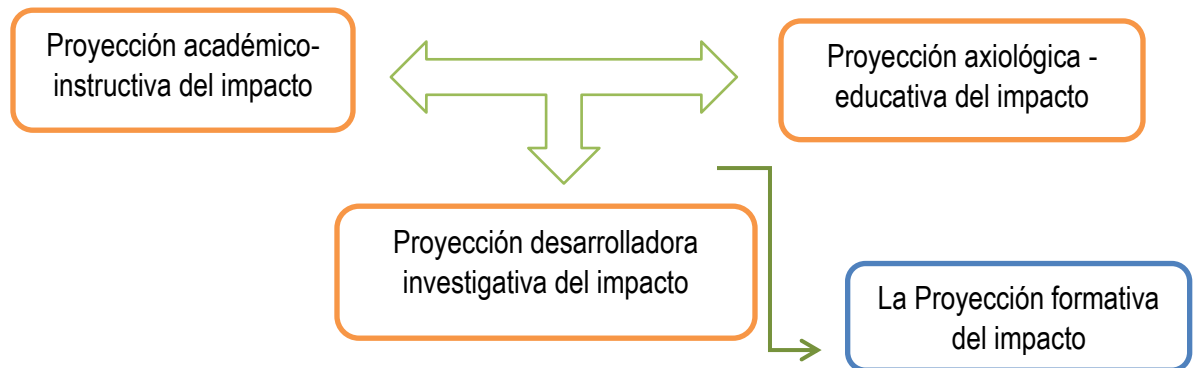 Proyección académico-
instructiva del impacto
Proyección axiológica -
educativa del impacto
Proyección desarrolladora
investigativa del impacto
La Proyección formativa
del impacto